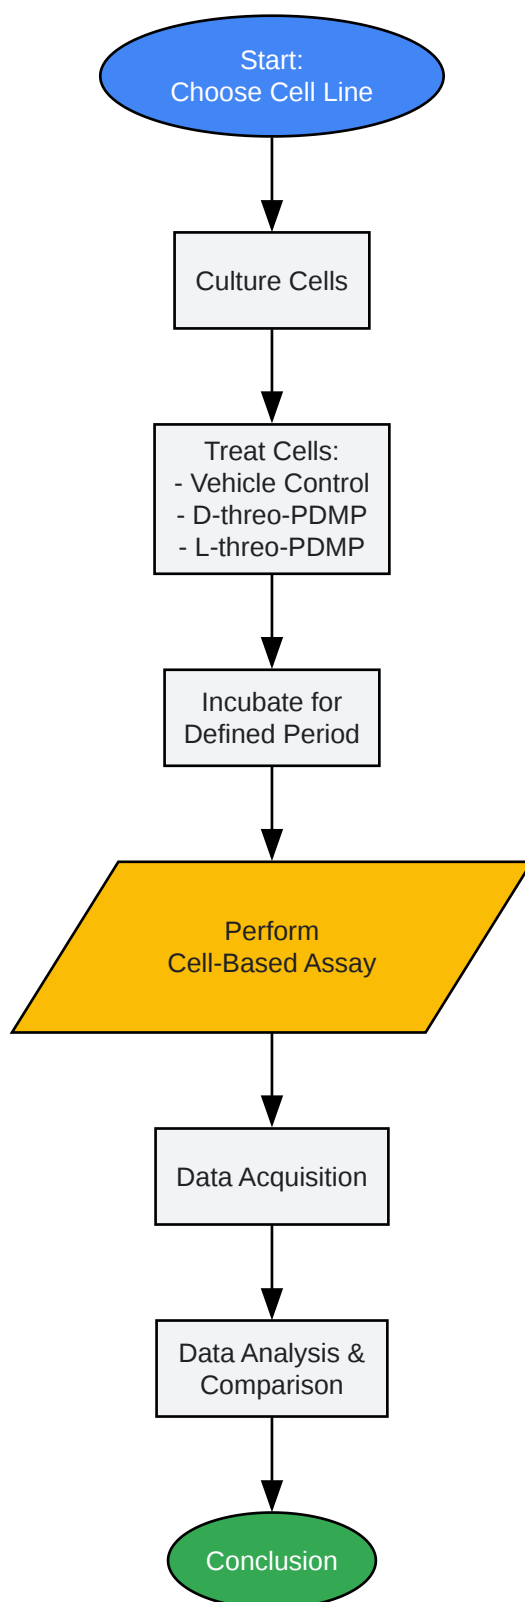 Start:
Choose Cell Line
Culture Cells
Treat Cells:
- Vehicle Control
- D-threo-PDMP
- L-threo-PDMP
Incubate for
Defined Period
Perform
Cell-Based Assay
Data Acquisition
Data Analysis &
Comparison
Conclusion